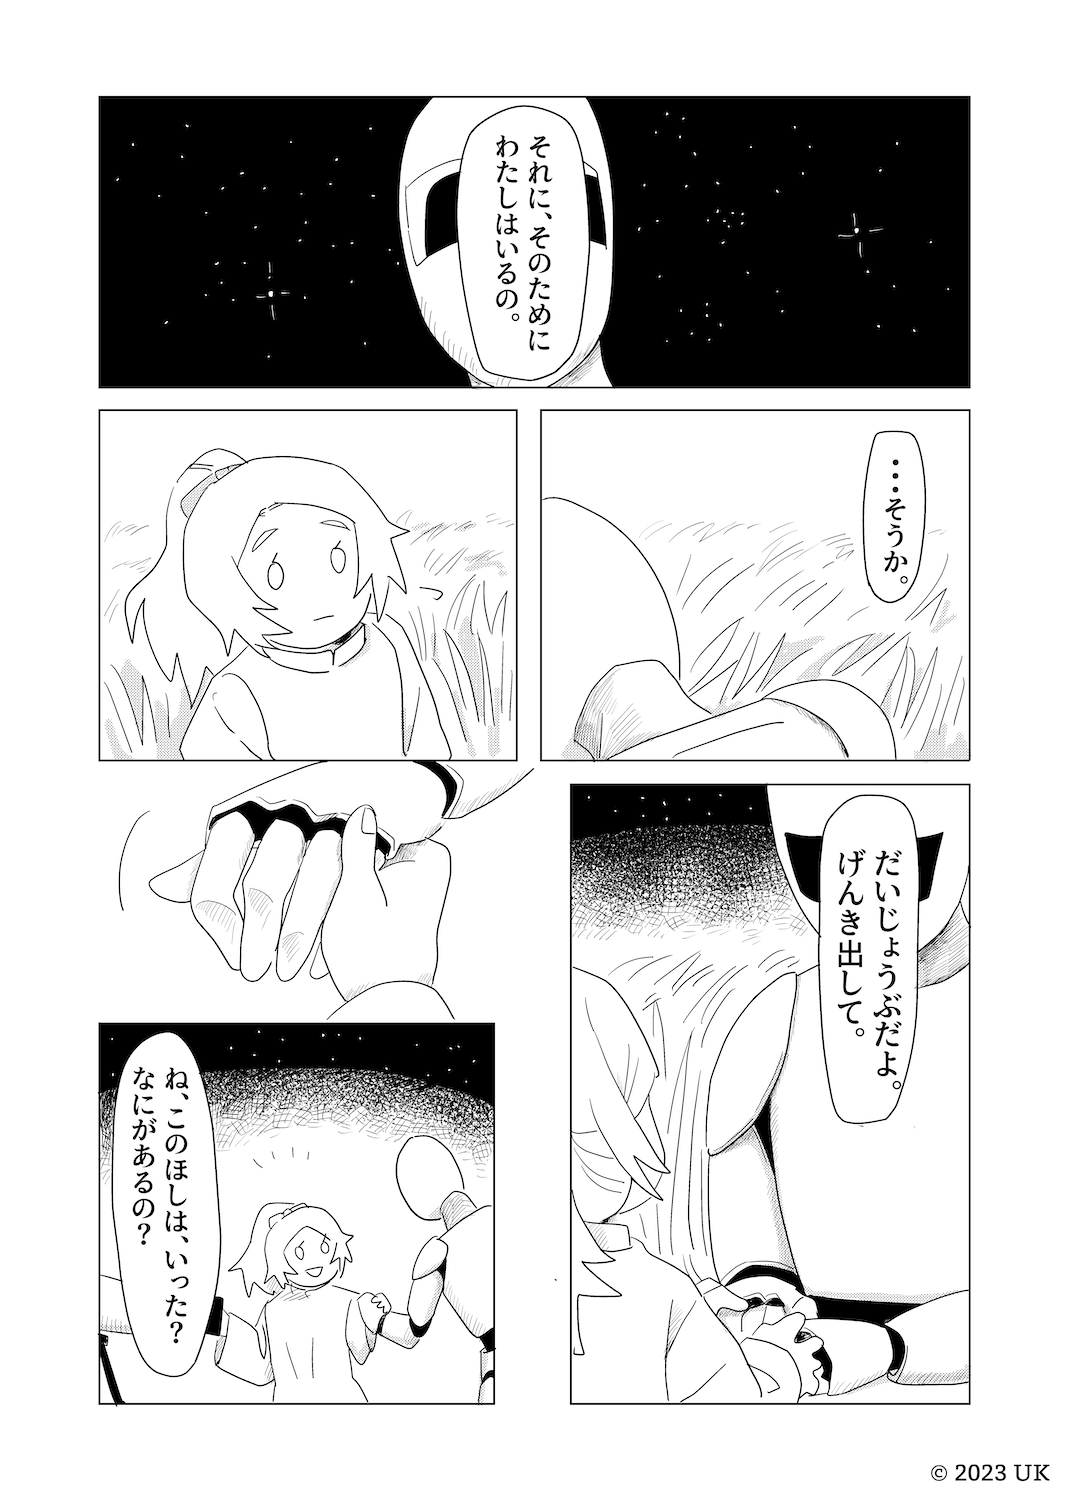 それに、そのために
わたしはいるの。
・・・そうか。
だいじょうぶだよ。
げんき出して。
ね、このほしは、いった？
なにがあるの？
© 2023 UK